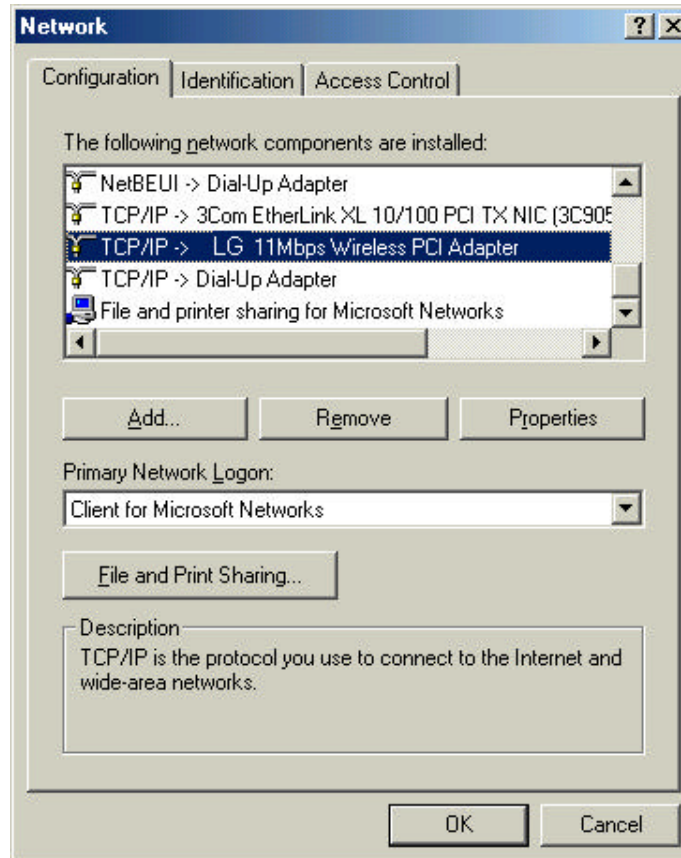 Network
Configuration Identification Access Control
The following network components are installed:
NetBEUI -> Dial-Up Adapter
TCP/IP -> 3Com EtherLink XL 10/100 PCI TX NIC (3C905
TCP/IP -> LG 11Mbps Wireless PCI Adapter
TCP/IP -> Dial-Up Adapter
File and printer sharing for Microsoft Networks
Add... Remove Properties
Primary Network Logon:
Client for Microsoft Networks
File and Print Sharing...
Description
TCP/IP is the protocol you use to connect to the Internet and
wide-area networks.
OK Cancel